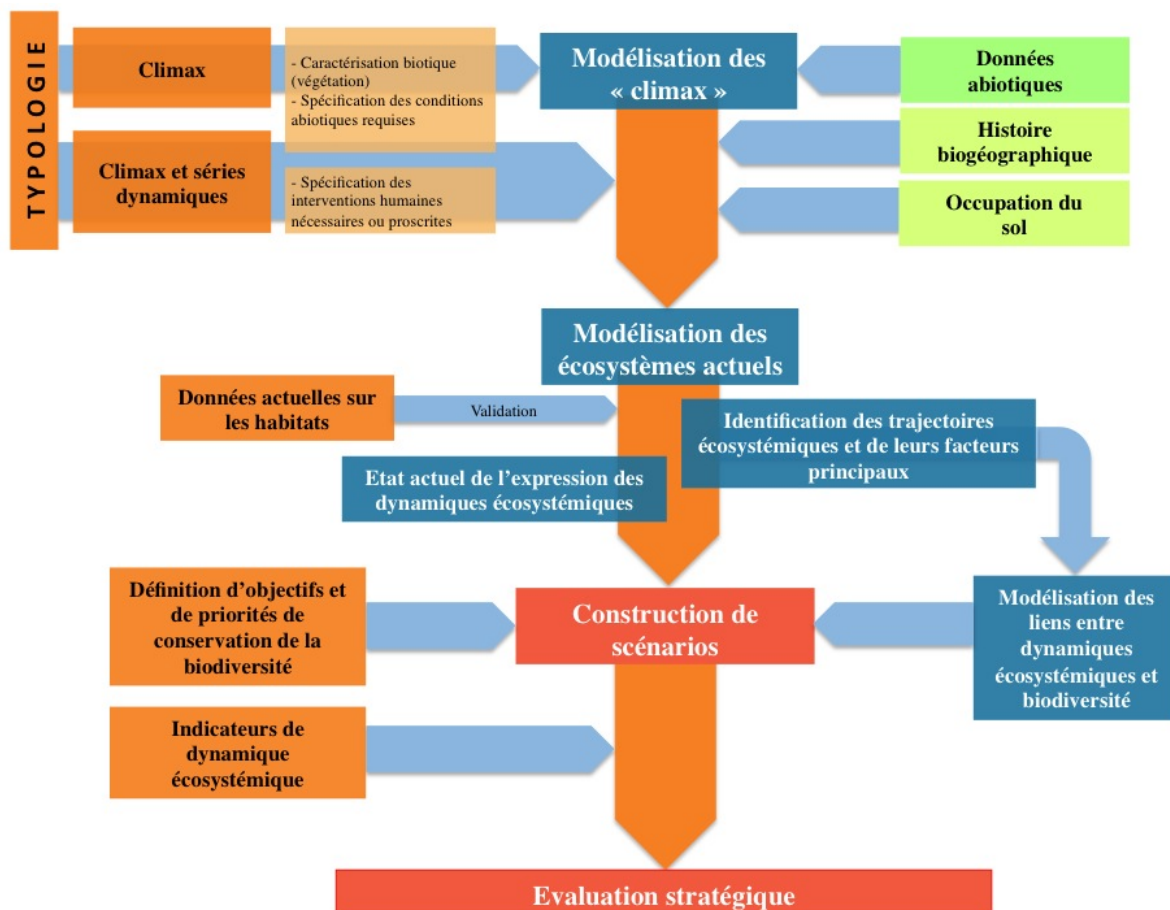 TYPOLOGIE
Climax
- Caractérisation biotique
(végétation)
- Spécification des conditions
abiotiques requises
Modélisation des
« climax »
Données
abiotiques
Histoire
biogéographique
Climax et séries
dynamiques
- Spécification des
interventions humaines
nécessaires ou proscrites
Occupation du
sol
Modélisation des
écosystèmes actuels
Données actuelles sur
les habitats
Validation
Identification des trajectoires
écosystémiques et de leurs facteurs
principaux
Etat actuel de l’expression des
dynamiques écosystémiques
Définition d’objectifs et
de priorités de
conservation de la
biodiversité
Construction de
scénarios
Modélisation des
liens entre
dynamiques
écosystémiques et
biodiversité
Indicateurs de
dynamique
écosystémique
Evaluation stratégique